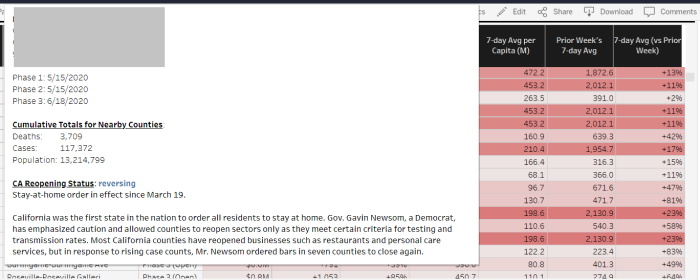 Edit
Share
Download
Comments
7-day Avg per Capita (M)
Prior Week's 7-day Avg
7-day Avg (vs Prior Week)
Phase 1: 5/15/2020
Phase 2: 5/15/2020
Phase 3: 6/18/2020
Cumulative Totals for Nearby Counties:
Deaths: 3,709
Cases: 117,372
Population: 13,214,799
CA Reopening Status: reversing
Stay-at-home order in effect since March 19.
California was the first state in the nation to order all residents to stay at home. Gov. Gavin Newsom, a Democrat,
has emphasized caution and allowed counties to reopen sectors only as they meet certain criteria for testing and
transmission rates. Most California counties have reopened businesses such as restaurants and personal care
services, but in response to rising case counts, Mr. Newsom ordered bars in seven counties to close again.
472.2 1,872.6 +13%
453.2 2,012.1 +11%
263.5 391.0 +2%
453.2 2,012.1 +11%
453.2 2,012.1 +11%
160.9 639.3 +42%
210.4 1,954.7 +17%
166.4 316.3 +15%
68.1 366.0 +11%
96.7 671.6 +47%
130.7 471.7 +81%
198.6 2,130.9 +23%
110.6 540.3 +58%
198.6 2,130.9 +23%
122.2 223.4 +83%
80.8 401.3 +49%
Roseville-Roseville Galleri Phase 3 (Open) $0.8M +1,053 +85% 450.7 110.1 274.9 +64%